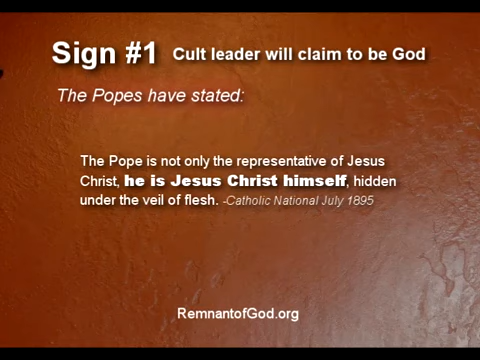 Sign #1 Cult leader will claim to be God
The Popes have stated:
The Pope is not only the representative of Jesus
Christ, he is Jesus Christ himself, hidden
under the veil of flesh. -Catholic National July 1895
RemnantofGod.org